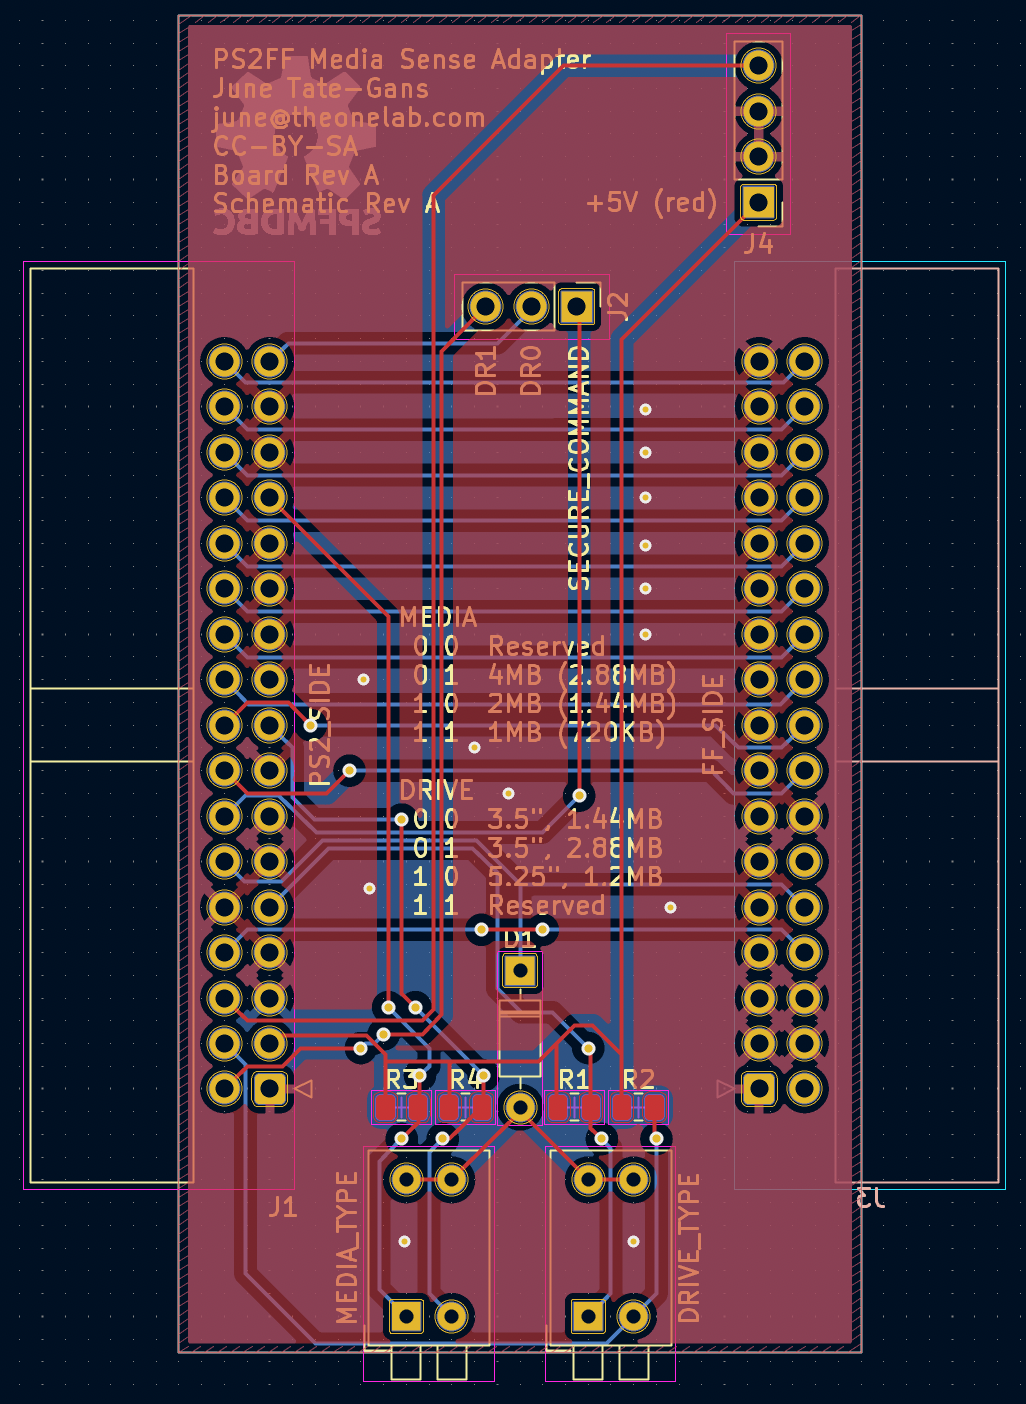 PS2FF Media Sense Adapter
June Tate-Gans
june@theonelab.com
CC-BY-SA
Board Rev A
Schematic Rev A
SPFMDBC
+5V (red)
J4
J2
DR1
DR0
SECURE_COMMAND
MEDIA
0 0 Reserved
0 1 4MB (2.88MB)
1 0 2MB (1.44MB)
1 1 1MB (720KB)
PS2_SIDE
FF_SIDE
DRIVE
0 0 3.5", 1.44MB
0 1 3.5", 2.88MB
1 0 5.25", 1.2MB
1 1 Reserved
D1
R3
R4
R1
R2
J1
J3
MEDIA_TYPE
DRIVE_TYPE